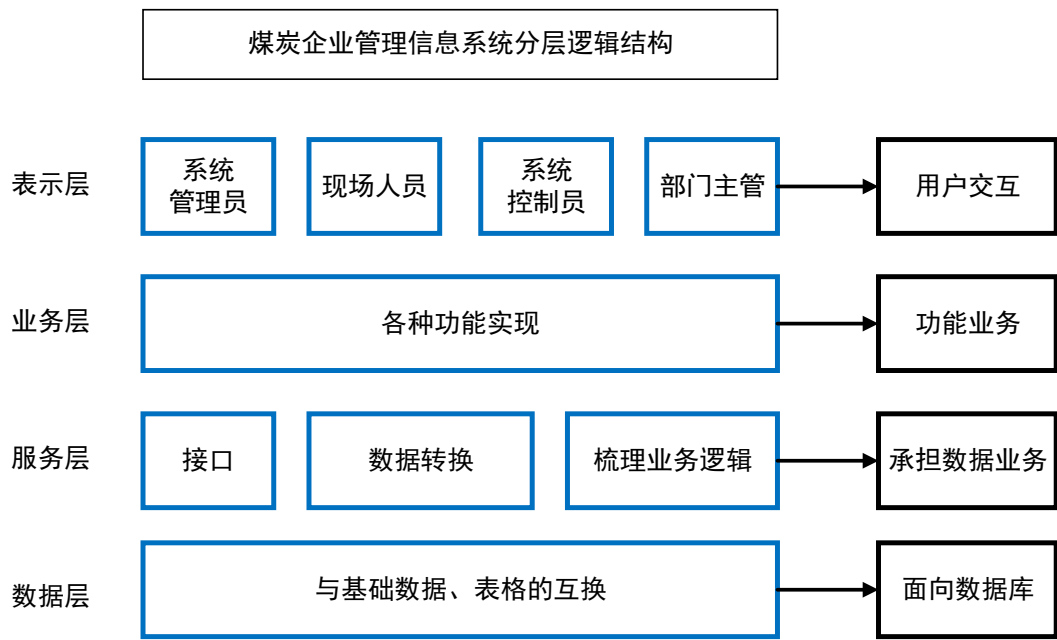 煤炭企业管理信息系统分层逻辑结构
表示层
系统
管理员
现场人员
系统
控制员
部门主管
用户交互
业务层
各种功能实现
功能业务
服务层
接口
数据转换
梳理业务逻辑
承担数据业务
数据层
与基础数据、表格的互换
面向数据库